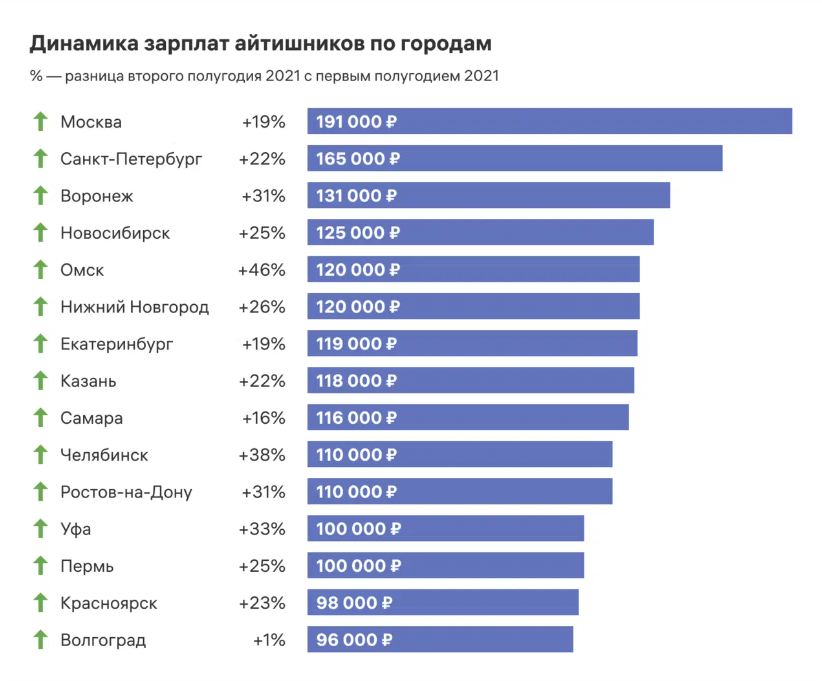 Динамика зарплат айтишников по городам
% — разница второго полугодия 2021 с первым полугодием 2021
Москва +19% 191 000 ₽
Санкт-Петербург +22% 165 000 ₽
Воронеж +31% 131 000 ₽
Новосибирск +25% 125 000 ₽
Омск +46% 120 000 ₽
Нижний Новгород +26% 120 000 ₽
Екатеринбург +19% 119 000 ₽
Казань +22% 118 000 ₽
Самара +16% 116 000 ₽
Челябинск +38% 110 000 ₽
Ростов-на-Дону +31% 110 000 ₽
Уфа +33% 100 000 ₽
Пермь +25% 100 000 ₽
Красноярск +23% 98 000 ₽
Волгоград +1% 96 000 ₽